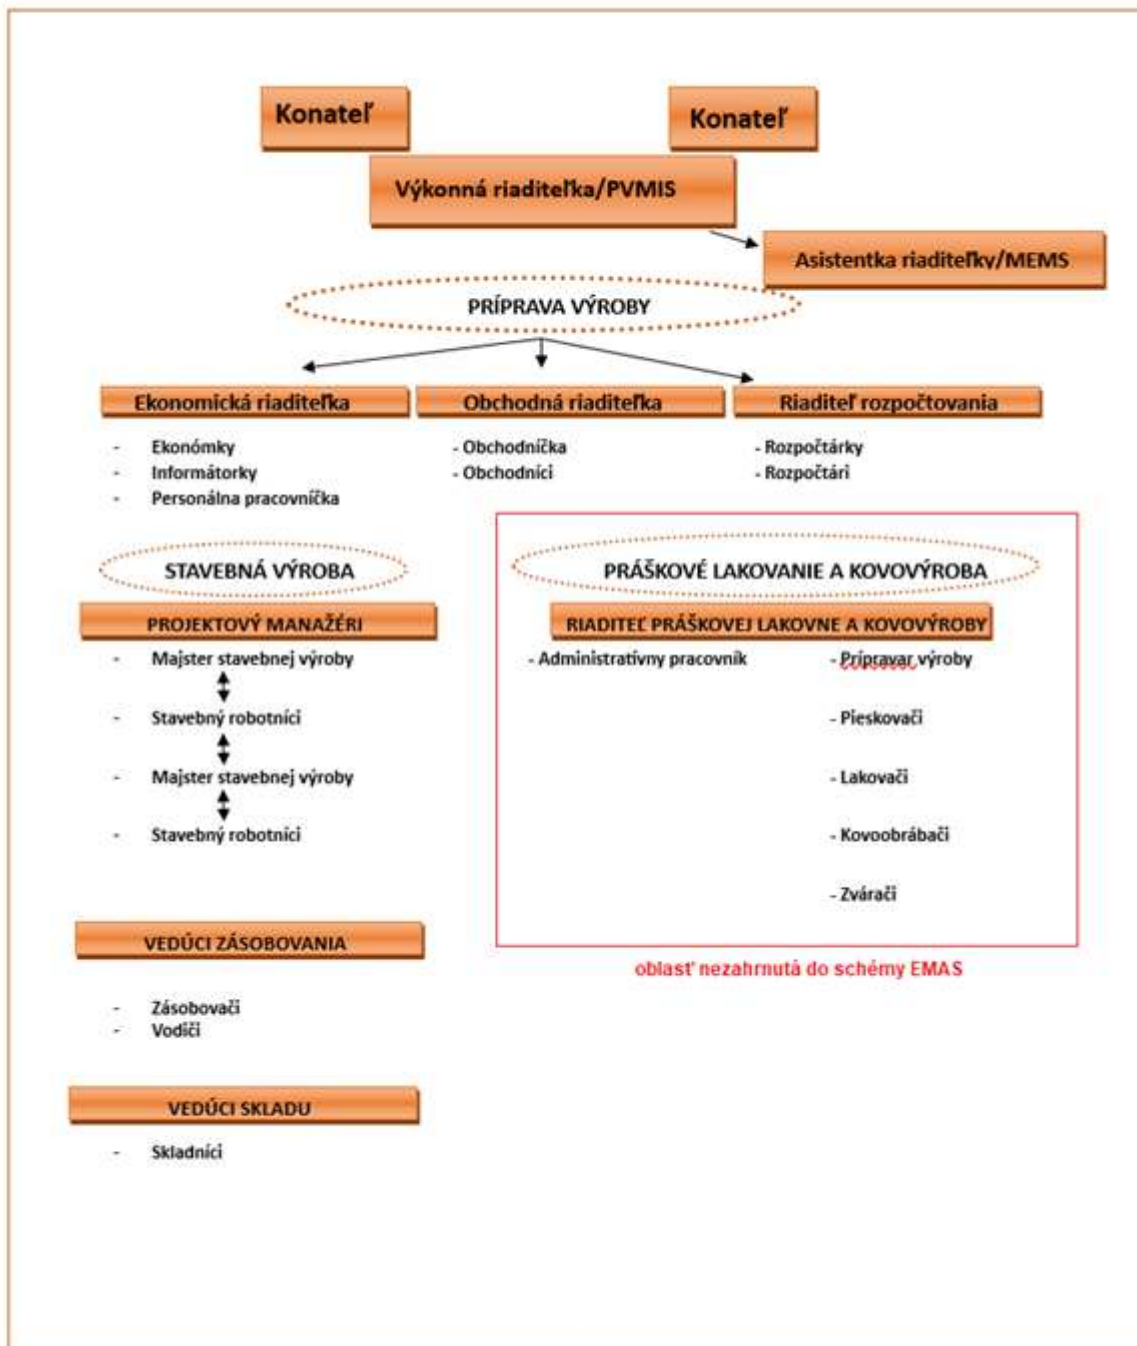 Konateľ
Konateľ
Výkonná riaditeľka/PVMIS
Asistentka riaditeľky/MEMS
PRÍPRAVA VÝROBY
Ekonomická riaditeľka
Obchodná riaditeľka
Riaditeľ rozpočtovania
- Ekonómky
- Informátorky
- Personálna pracovníčka
- Obchodníčka
- Obchodníci
- Rozpočtárky
- Rozpočtári
STAVEBNÁ VÝROBA
PROJEKTOVÝ MANAŽÉRI
- Majster stavebnej výroby
- Stavebný robotníci
- Majster stavebnej výroby
- Stavebný robotníci
PRÁŠKOVÉ LAKOVANIE A KOVOVÝROBA
RIADITEĽ PRÁŠKOVEJ LAKOVNE A KOVOVÝROBY
- Administratívny pracovník
- Prípravar výroby
- Pieskovači
- Lakovači
- Kovoobrábači
- Zvárači
oblasť nezahrnutá do schémy EMAS
VEDÚCI ZÁSOBOVANIA
- Zásobovači
- Vodiči
VEDÚCI SKLADU
- Skladníci